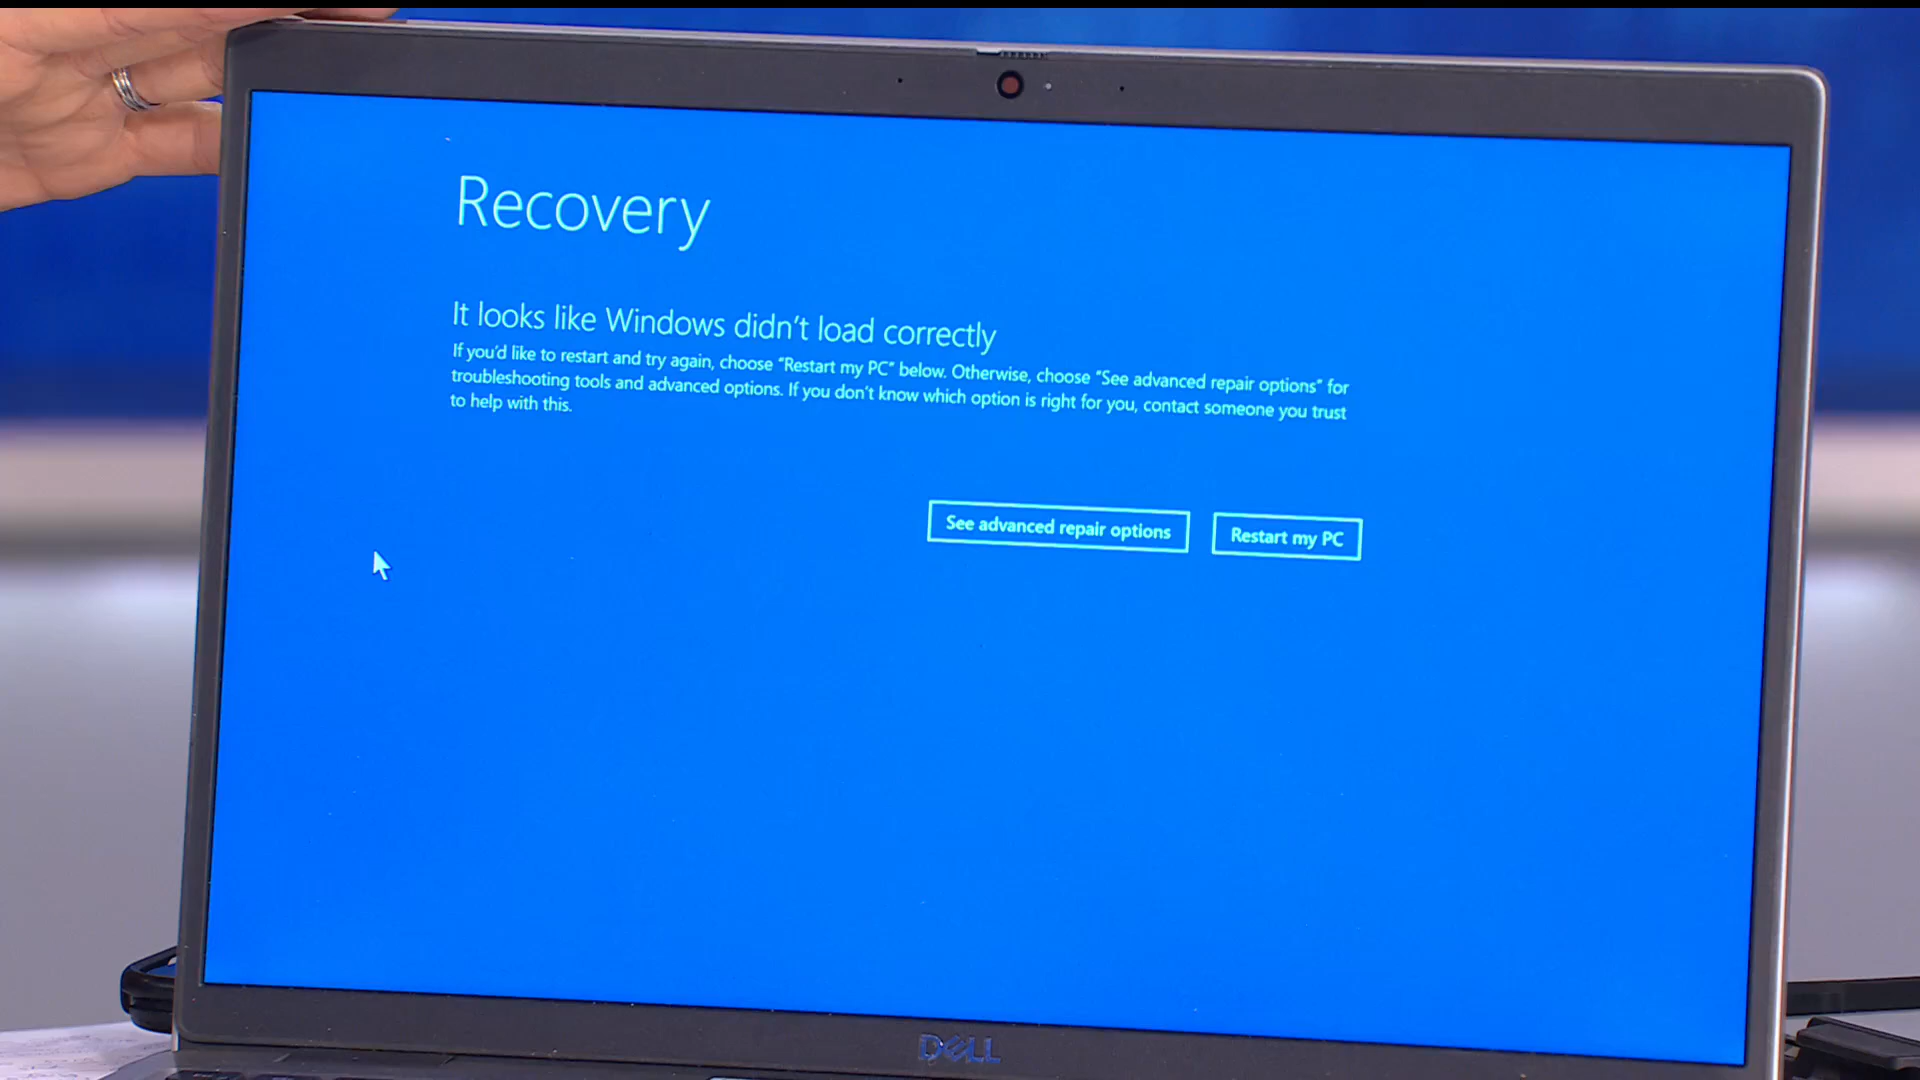 Recovery
It looks like Windows didn't load correctly
If you'd like to restart and try again, choose "Restart my PC" below. Otherwise, choose "See advanced repair options" for
troubleshooting tools and advanced options. If you don't know which option is right for you, contact someone you trust
to help with this.
See advanced repair options
Restart my PC
DELL